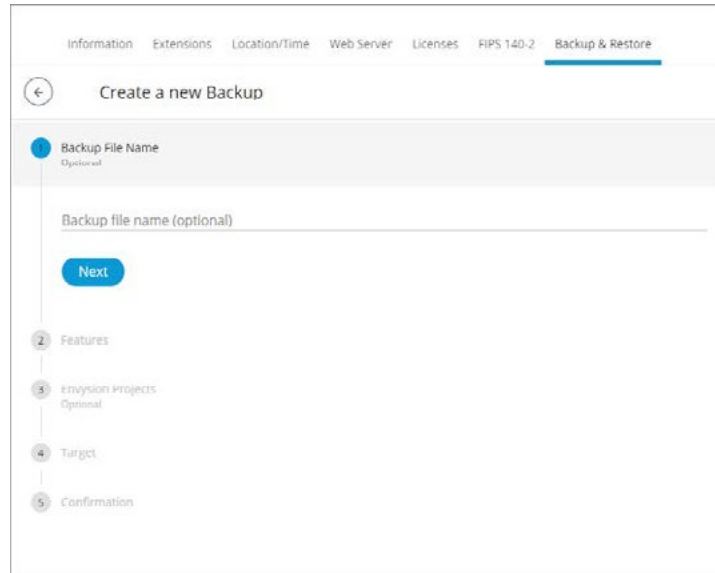 Information Extensions Location/Time Web Server Licenses FIPS 140-2 Backup & Restore
Create a new Backup
1 Backup File Name
Optional
Backup file name (optional)
Next
2 Features
3 Envysion Projects
Optional
4 Target
5 Confirmation